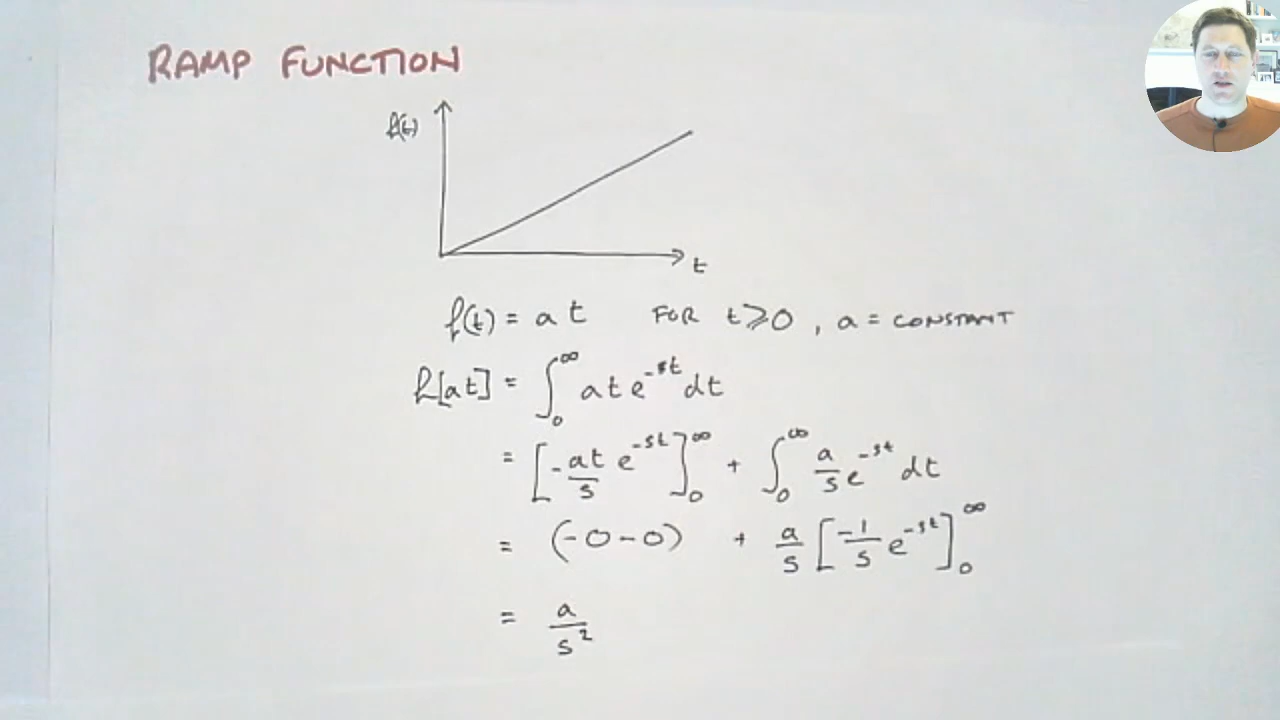 RAMP FUNCTION
f(t)
t
f(t) = at FOR t⩾0, a = CONSTANT
ℒ[at] = ∫₀^∞ at e^-st dt
= [-at/s e^-st]₀^∞ + ∫₀^∞ a/s e^-st dt
= (-0-0) + a/s [-1/s e^-st]₀^∞
= a/s²